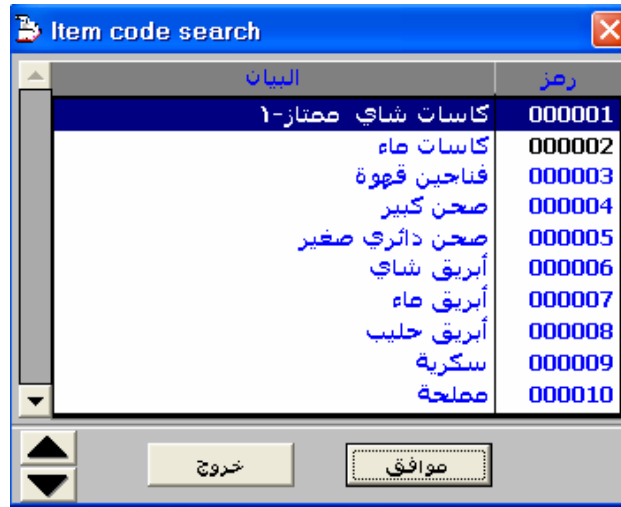 Item code search
رمز البيان
000001 كاسات شاي ممتاز-١
000002 كاسات ماء
000003 فناجين قهوة
000004 صحن كبير
000005 صحن دائري صغير
000006 أبريق شاي
000007 أبريق ماء
000008 أبريق حليب
000009 سكرية
000010 مملحة
موافق خروج